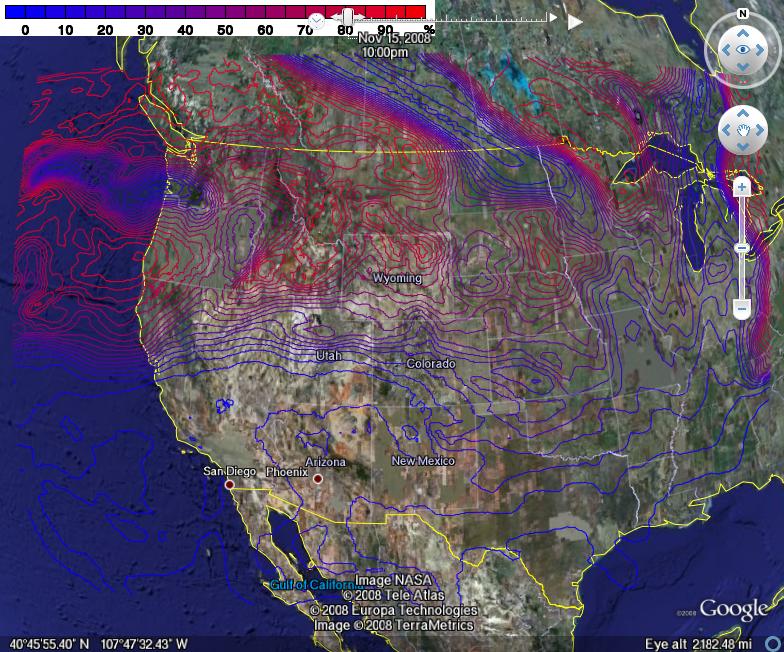 0 10 20 30 40 50 60 70 80 90 %
Nov 15, 2008
10:00pm
N
Wyoming
Utah
Colorado
San Diego
Phoenix
Arizona
New Mexico
Gulf of California
Image NASA
© 2008 Tele Atlas
© 2008 Europa Technologies
Image © 2008 TerraMetrics
©2008 Google
40°45'55.40" N 107°47'32.43" W
Eye alt 2182.48 mi